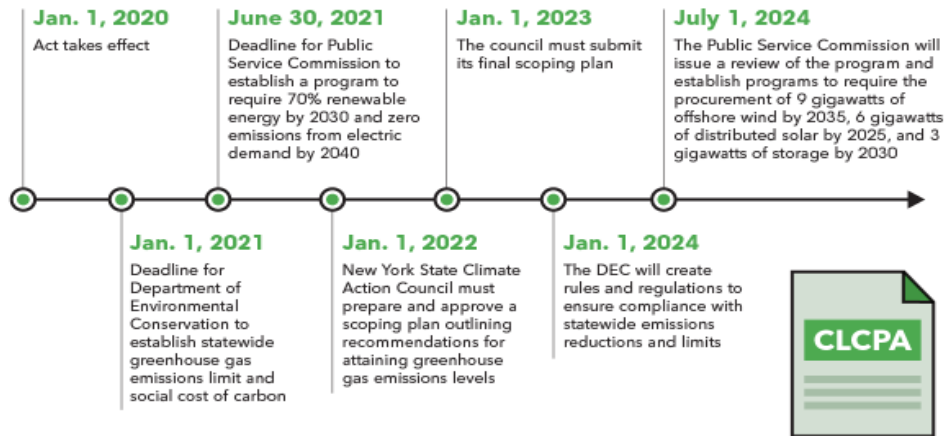 Jan. 1, 2020
Act takes effect
June 30, 2021
Deadline for Public
Service Commission to
establish a program to
require 70% renewable
energy by 2030 and zero
emissions from electric
demand by 2040
Jan. 1, 2023
The council must submit
its final scoping plan
July 1, 2024
The Public Service Commission will
issue a review of the program and
establish programs to require the
procurement of 9 gigawatts of
offshore wind by 2035, 6 gigawatts
of distributed solar by 2025, and 3
gigawatts of storage by 2030
Jan. 1, 2021
Deadline for
Department of
Environmental
Conservation to
establish statewide
greenhouse gas
emissions limit and
social cost of carbon
Jan. 1, 2022
New York State Climate
Action Council must
prepare and approve a
scoping plan outlining
recommendations for
attaining greenhouse
gas emissions levels
Jan. 1, 2024
The DEC will create
rules and regulations to
ensure compliance with
statewide emissions
reductions and limits
CLCPA